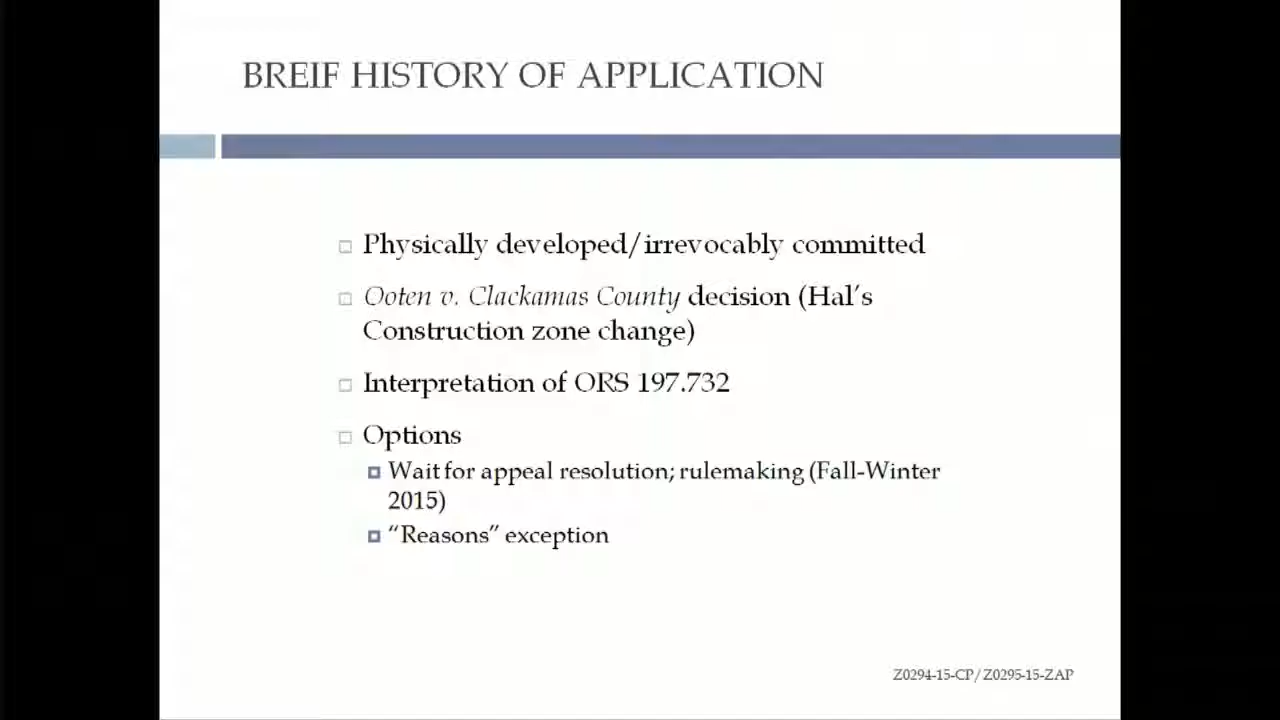 BREIF HISTORY OF APPLICATION
Physically developed/irrevocably committed
Ooten v. Clackamas County decision (Hal's
Construction zone change)
Interpretation of ORS 197.732
Options
Wait for appeal resolution; rulemaking (Fall-Winter
2015)
“Reasons” exception
Z0294-15-CP/Z0295-15-ZAP